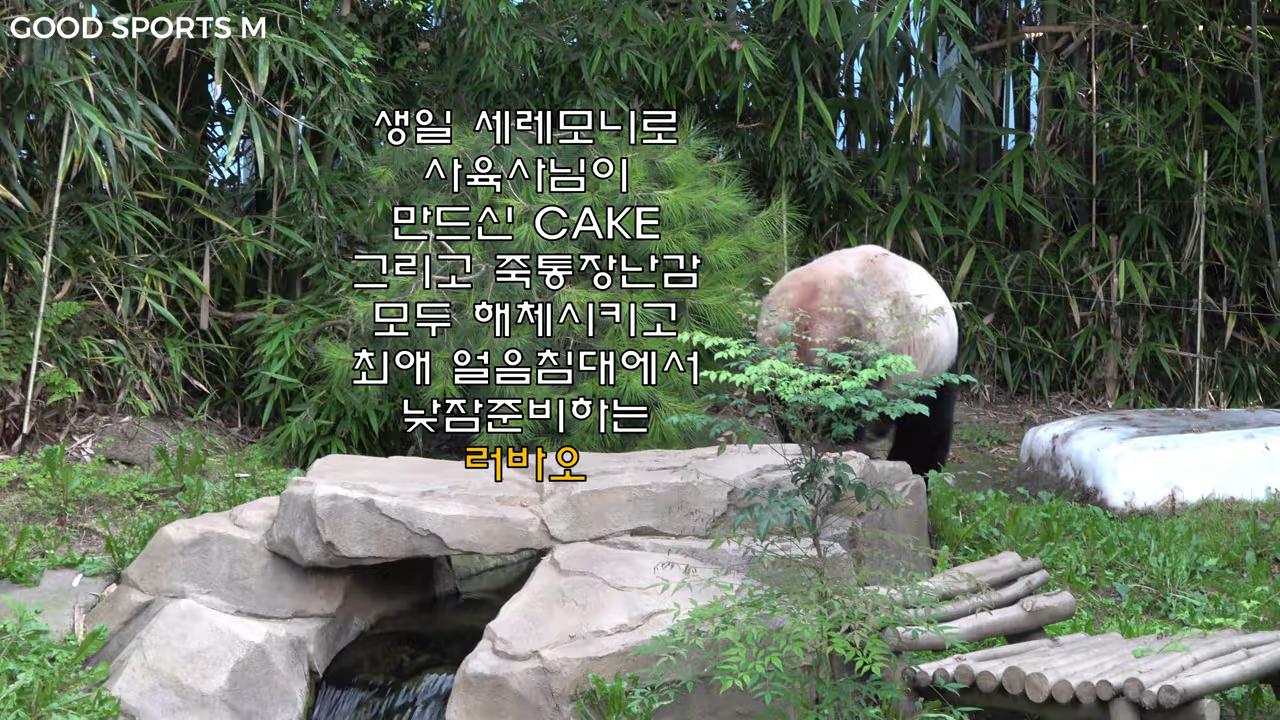 GOOD SPORTS M
생일 세레모니로
사육사님이
만드신 CAKE
그리고 죽통장난감
모두 해체시키고
최애 얼음침대에서
낮잠준비하는
러바오